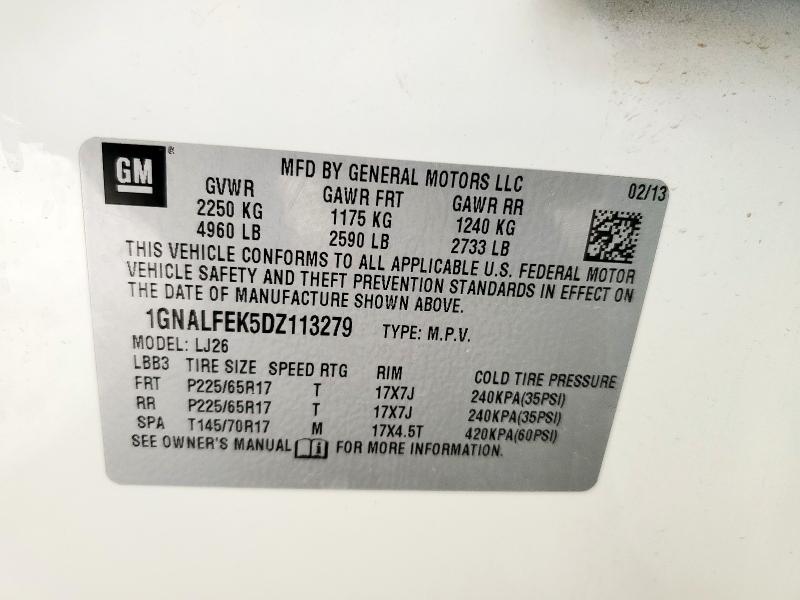 GM®
MFD BY GENERAL MOTORS LLC 02/13
GVWR GAWR FRT GAWR RR
2250 KG 1175 KG 1240 KG
4960 LB 2590 LB 2733 LB
THIS VEHICLE CONFORMS TO ALL APPLICABLE U.S. FEDERAL MOTOR
VEHICLE SAFETY AND THEFT PREVENTION STANDARDS IN EFFECT ON
THE DATE OF MANUFACTURE SHOWN ABOVE.
1GNALFEK5DZ113279 TYPE: M.P.V.
MODEL: LJ26
LBB3 TIRE SIZE SPEED RTG RIM COLD TIRE PRESSURE
FRT P225/65R17 T 17X7J 240KPA(35PSI)
RR P225/65R17 T 17X7J 240KPA(35PSI)
SPA T145/70R17 M 17X4.5T 420KPA(60PSI)
SEE OWNER'S MANUAL i FOR MORE INFORMATION.